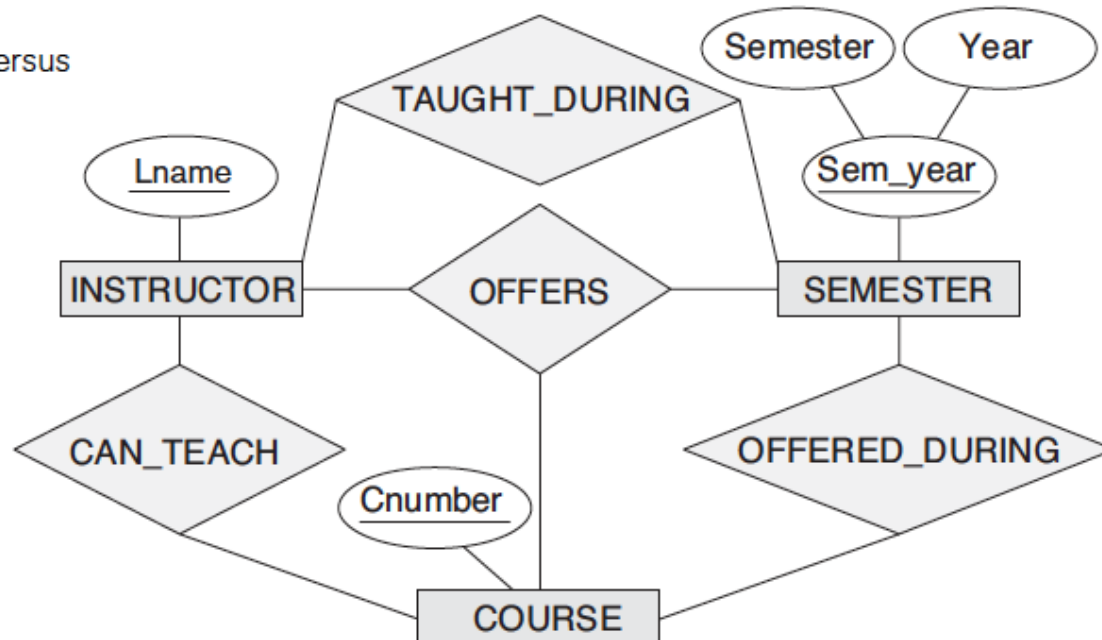 ersus
Semester
Year
TAUGHT_DURING
Lname
Sem_year
INSTRUCTOR
OFFERS
SEMESTER
CAN_TEACH
OFFERED_DURING
Cnumber
COURSE